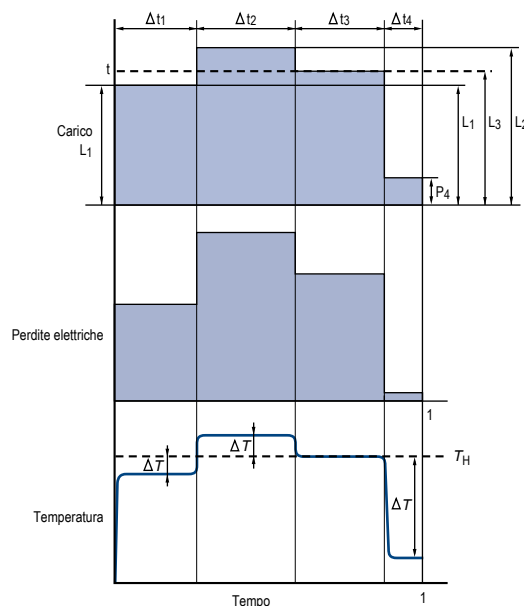 Δt1 Δt2 Δt3 Δt4
t
Carico
L1
L1
L3
L2
P4
Perdite elettriche
1
ΔT
ΔT
TH
ΔT
Temperatura
Tempo
1